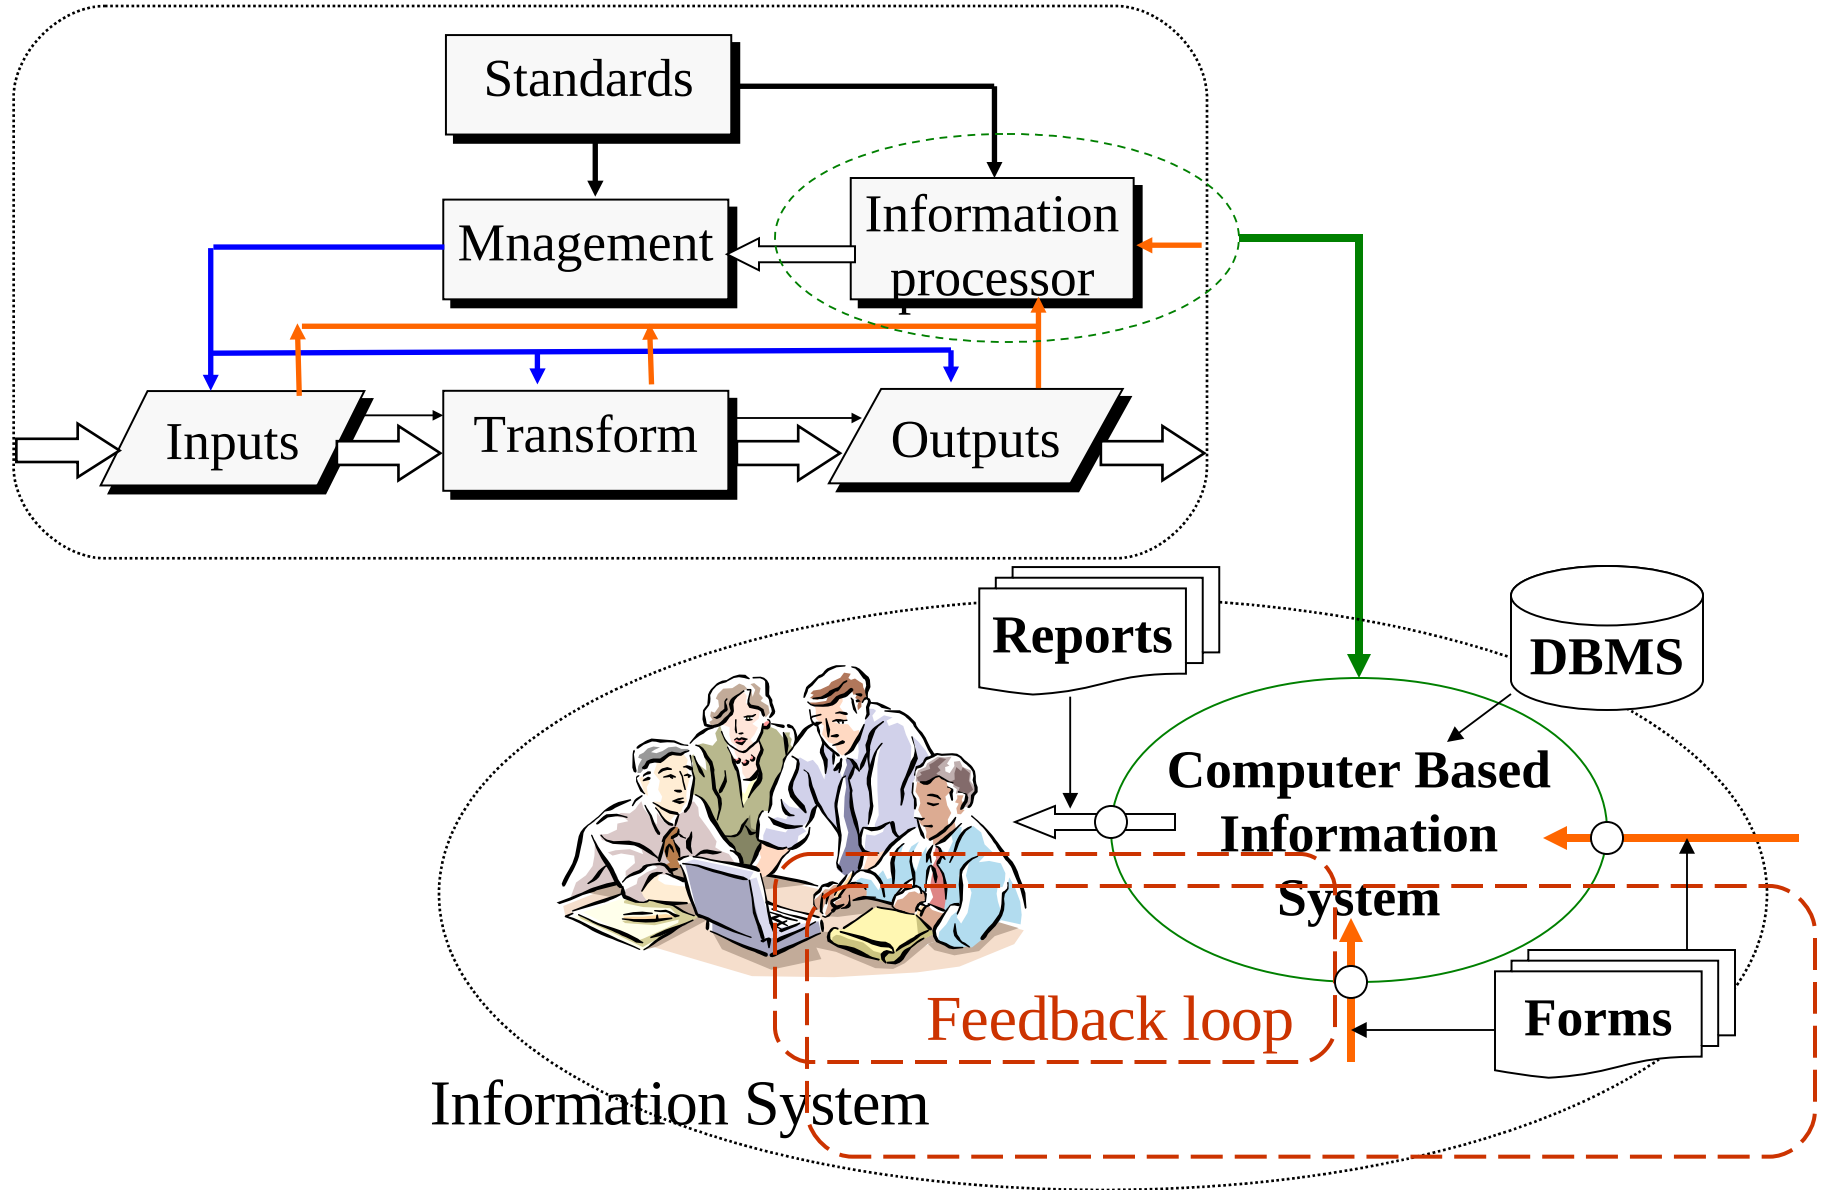 Standards
Mnagement
Information
processor
Inputs
Transform
Outputs
Reports
DBMS
Computer Based
Information
System
Forms
Feedback loop
Information System